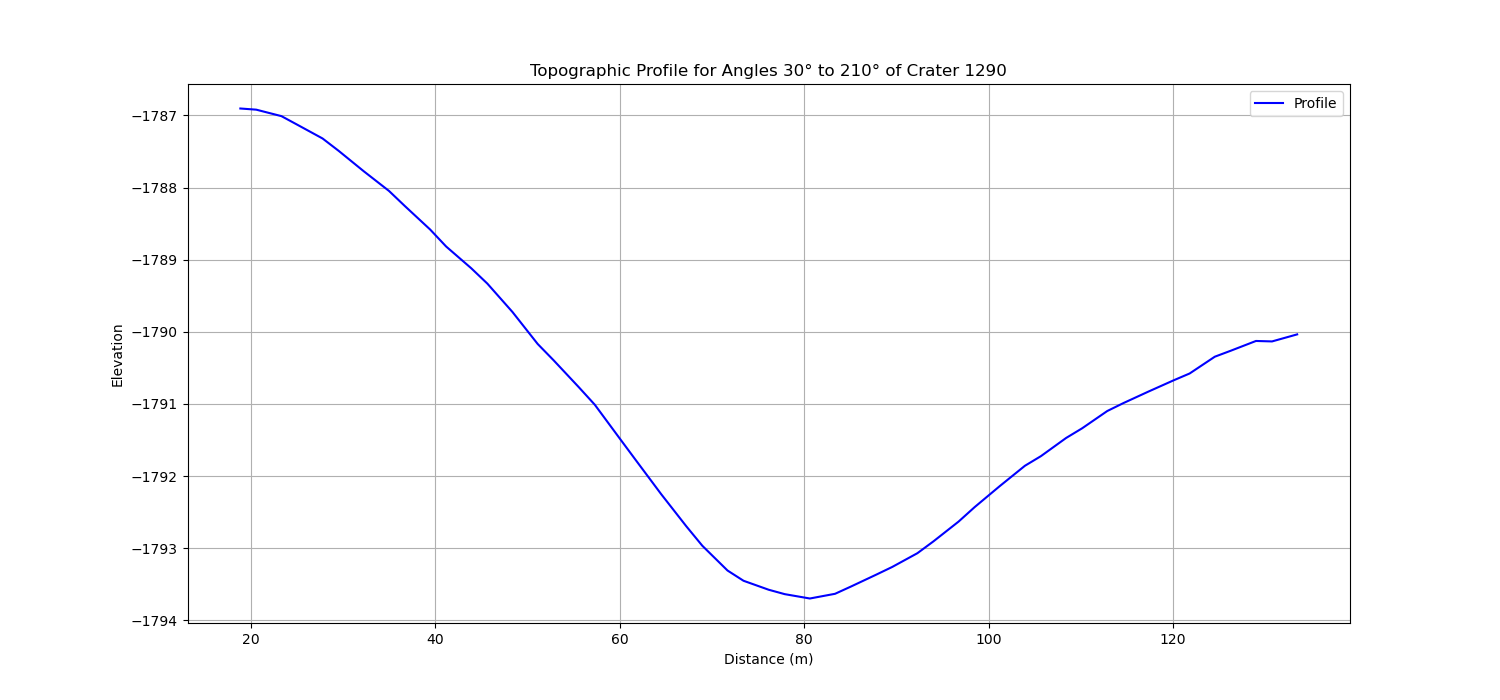 Topographic Profile for Angles 30° to 210° of Crater 1290
Profile
−1787
−1788
−1789
−1790
−1791
−1792
−1793
−1794
Elevation
20 40 60 80 100 120
Distance (m)